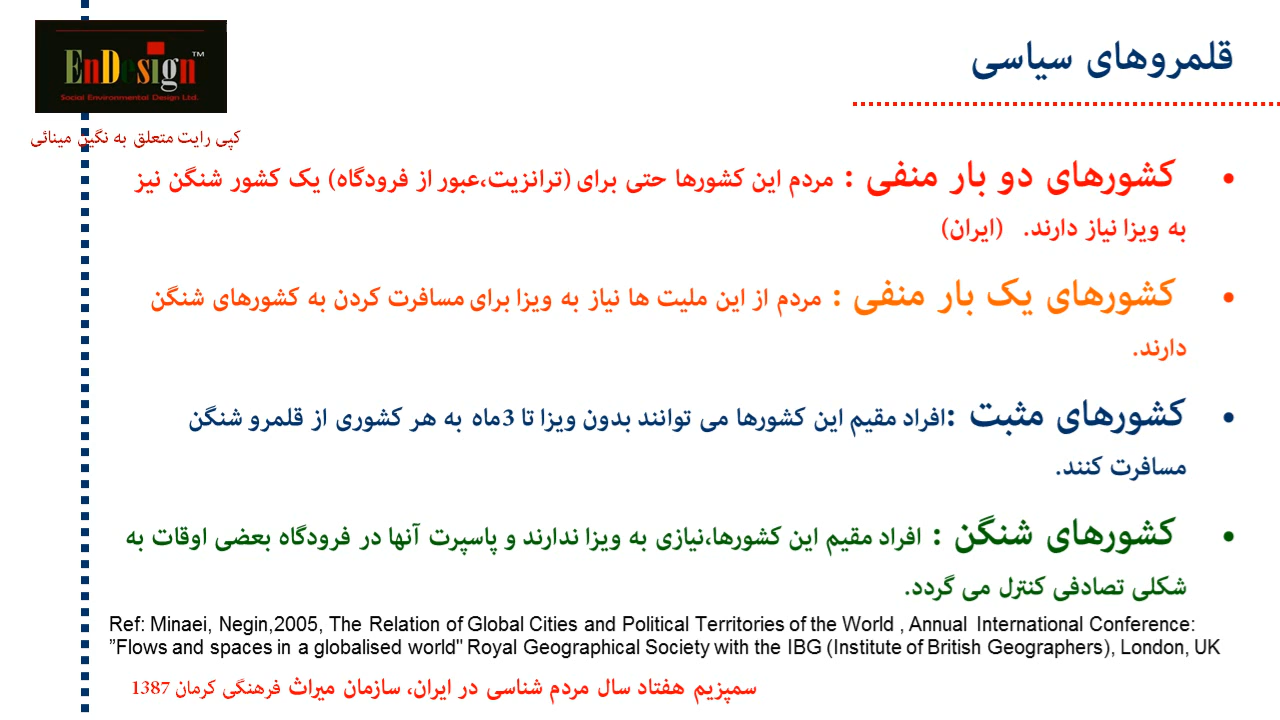 EnDesign™
Social Environmental Design Ltd.
کپی رایت متعلق به نگین مینائی
قلمروهای سیاسی
• کشورهای دو بار منفی : مردم این کشورها حتی برای (ترانزیت،عبور از فرودگاه) یک کشور شنگن نیز
به ویزا نیاز دارند. (ایران)
• کشورهای یک بار منفی : مردم از این ملیت ها نیاز به ویزا برای مسافرت کردن به کشورهای شنگن
دارند.
• کشورهای مثبت :افراد مقیم این کشورها می توانند بدون ویزا تا 3ماه به هر کشوری از قلمرو شنگن
مسافرت کنند.
• کشورهای شنگن : افراد مقیم این کشورها،نیازی به ویزا ندارند و پاسپرت آنها در فرودگاه بعضی اوقات به
شکلی تصادفی کنترل می گردد.
Ref: Minaei, Negin,2005, The Relation of Global Cities and Political Territories of the World , Annual International Conference:
”Flows and spaces in a globalised world" Royal Geographical Society with the IBG (Institute of British Geographers), London, UK
سمپزیم هفتاد سال مردم شناسی در ایران، سازمان میراث فرهنگی کرمان 1387